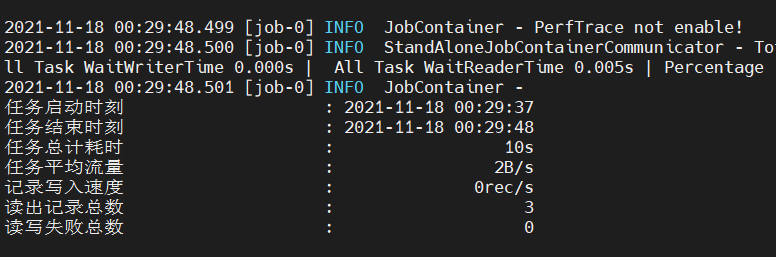 2021-11-18 00:29:48.499 [job-0] INFO  JobContainer - PerfTrace not enable!
2021-11-18 00:29:48.500 [job-0] INFO  StandAloneJobContainerCommunicator - To
ll Task WaitWriterTime 0.000s |  All Task WaitReaderTime 0.005s | Percentage
2021-11-18 00:29:48.501 [job-0] INFO  JobContainer -
任务启动时刻                    : 2021-11-18 00:29:37
任务结束时刻                    : 2021-11-18 00:29:48
任务总计耗时                    :                 10s
任务平均流量                    :                2B/s
记录写入速度                    :              0rec/s
读出记录总数                    :                   3
读写失败总数                    :                   0